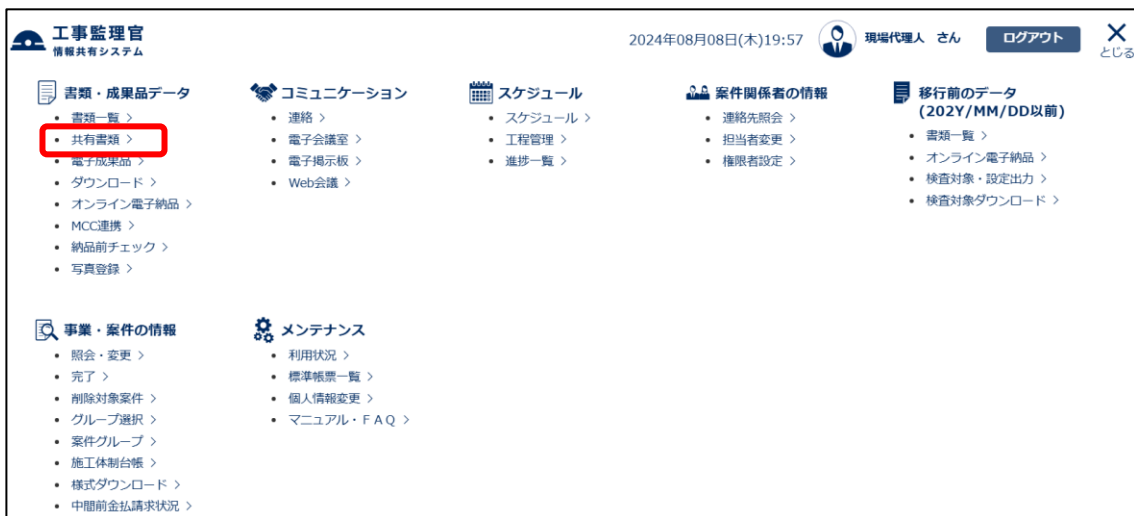 工事監理官
情報共有システム
2024年08月08日(木)19:57
現場代理人 さん
ログアウト
とじる
書類・成果品データ
書類一覧
共有書類
電子成果品
ダウンロード
オンライン電子納品
MCC連携
納品前チェック
写真登録
コミュニケーション
連絡
電子会議室
電子掲示板
Web会議
スケジュール
スケジュール
工程管理
進捗一覧
案件関係者の情報
連絡先照会
担当者変更
権限者設定
移行前のデータ
(202Y/MM/DD以前)
書類一覧
オンライン電子納品
検査対象・設定出力
検査対象ダウンロード
事業・案件の情報
照会・変更
完了
削除対象案件
グループ選択
案件グループ
施工体制台帳
様式ダウンロード
中間前金払請求状況
メンテナンス
利用状況
標準帳票一覧
個人情報変更
マニュアル・ＦＡＱ